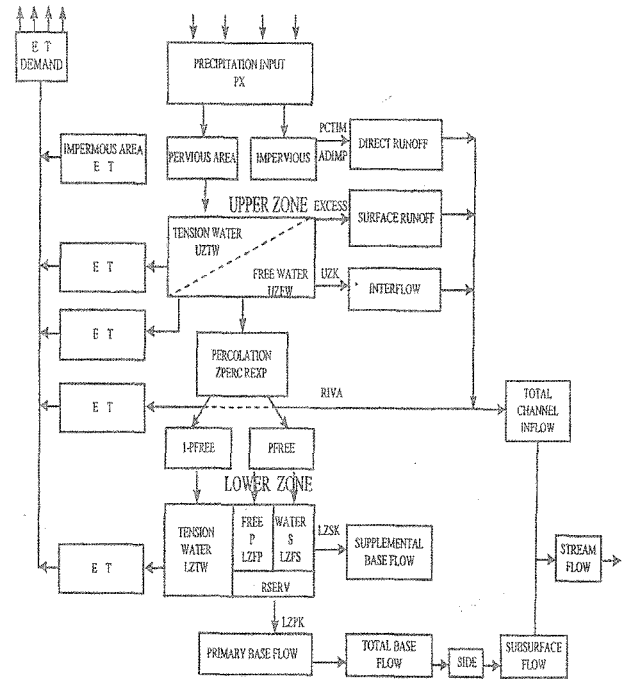 E T
DEMAND
PRECIPITATION INPUT
PX
IMPERMOUS AREA
E T
PERVIOUS AREA
IMPERVIOUS
PCTIM
ADIMP
DIRECT RUNOFF
UPPER ZONE
EXCESS
SURFACE RUNOFF
TENSION WATER
UZTW
FREE WATER
UZFW
UZK
INTERFLOW
E T
E T
PERCOLATION
ZPERC REXP
E T
RIVA
TOTAL
CHANNEL
INFLOW
1-PFREE
PFREE
LOWER ZONE
TENSION
WATER
LZTW
FREE
P
LZFP
WATER
S
LZFS
RSERV
LZSK
SUPPLEMENTAL
BASE FLOW
E T
STREAM
FLOW
LZPK
PRIMARY BASE FLOW
TOTAL BASE
FLOW
SIDE
SUBSURFACE
FLOW